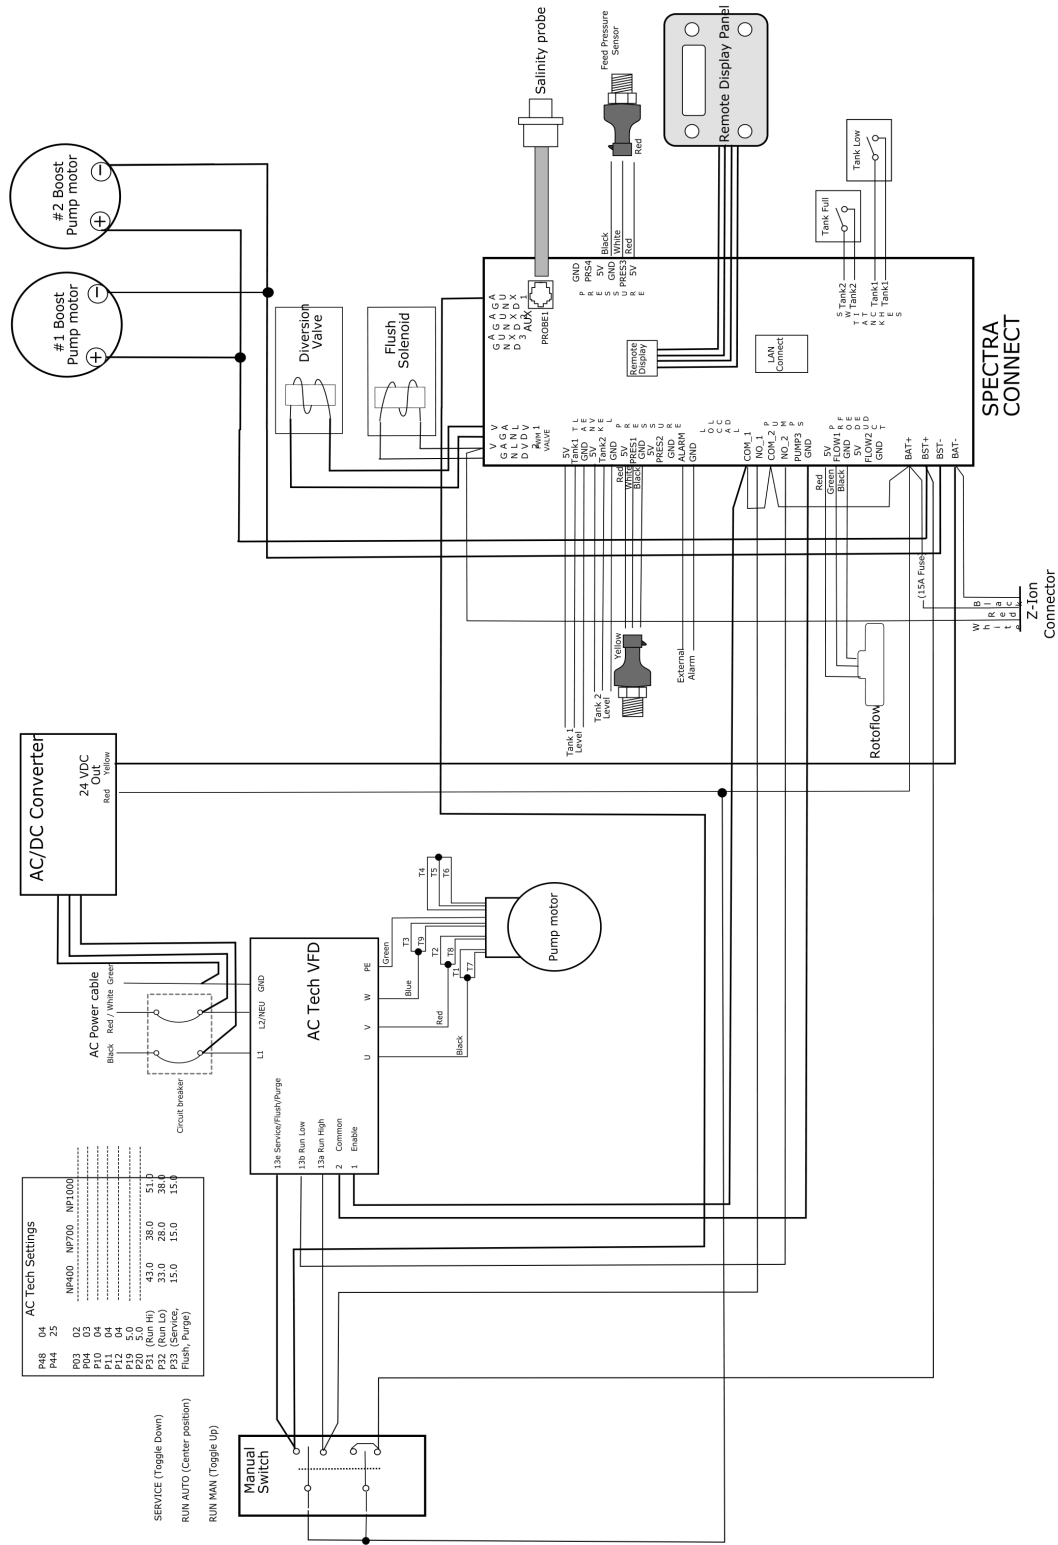 #2 Boost
Pump motor
#1 Boost
Pump motor
Salinity probe
Feed Pressure
Sensor
Red
Remote Display Panel
Tank Low
Tank Full
Diversion
Valve
Flush
Solenoid
Black
White
Red
GND
PRS4
5V
GND
PRES3
5V
PRESSURE
AUX
PROBE1
Remote
Display
LAN
Connect
Tank2
Tank2
Tank1
Tank1
SPECTRA
CONNECT
PWM
VALVE
5V
Tank1
GND
5V
Tank2
GND
5V
PRES1
GND
5V
PRES2
GND
ALARM
GND
COM_1
NO_1
COM_2
NO_2
PUMP3
GND
5V
FLOW1
GND
5V
FLOW2
GND
BAT+
BST+
BST-
BAT-
Red
White
Black
Red
Green
Black
(15A Fuse)
White
Red
Black
Z-Ion
Connector
Yellow
External
Alarm
Tank 1
Level
Tank 2
Level
Rotoflow
AC/DC Converter
24 VDC
Out
Red
Yellow
AC Power cable
Black
Red / White
Green
Circuit breaker
AC Tech VFD
L1
L2/NEU
GND
U
V
W
PE
Black
Red
Blue
Green
T1
T7
T2
T8
T3
T9
T4
T5
T6
Pump motor
13e Service/Flush/Purge
13b Run Low
13a Run High
2 Common
1 Enable
AC Tech Settings
P48 04
P44 25
NP400 NP700 NP1000
P03 02
P04 03
P10 04
P11 04
P12 04
P19 5.0
P20 5.0
P31 (Run Hi) 43.0 38.0 51.0
P32 (Run Lo) 33.0 28.0 38.0
P33 (Service, 15.0 15.0 15.0
Flush, Purge)
SERVICE (Toggle Down)
RUN AUTO (Center position)
RUN MAN (Toggle Up)
Manual
Switch